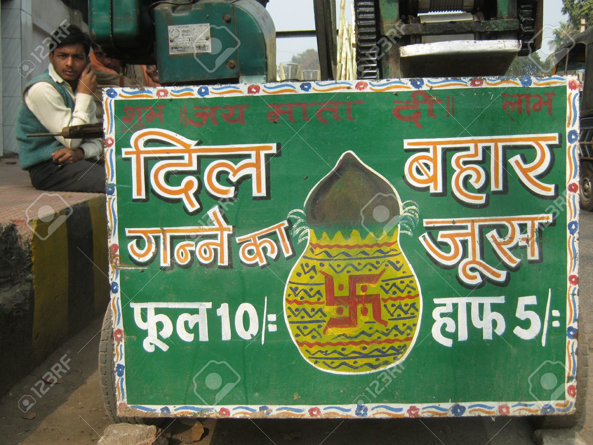 शुभ ॥जय माता दी॥ लाभ
दिल बहार
गन्ने का जूस
फूल 10/: हाफ 5/: